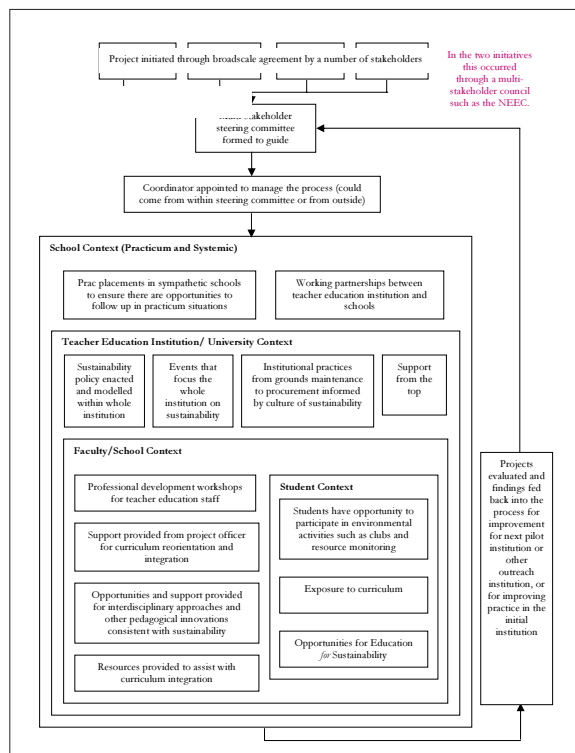 Project initiated through broadscale agreement by a number of stakeholders
In the two initiatives
this occurred
through a multi-
stakeholder council
such as the NEEC.
stakeholder
steering committee
formed to guide
Coordinator appointed to manage the process (could
come from within steering committee or from outside)
School Context (Practicum and Systemic)
Prac placements in sympathetic schools
to ensure there are opportunities to
follow up in practicum situations
Working partnerships between
teacher education institution and
schools
Teacher Education Institution/ University Context
Sustainability
policy enacted
and modelled
within whole
institution
Events that
focus the
whole
institution on
sustainability
Institutional practices
from grounds maintenance
to procurement informed
by culture of sustainability
Support
from the
top
Faculty/School Context
Professional development workshops
for teacher education staff
Support provided from project officer
for curriculum reorientation and
integration
Opportunities and support provided
for interdisciplinary approaches and
other pedagogical innovations
consistent with sustainability
Resources provided to assist with
curriculum integration
Student Context
Students have opportunity to
participate in environmental
activities such as clubs and
resource monitoring
Exposure to curriculum
Opportunities for Education
for Sustainability
Projects
evaluated and
findings fed
back into the
process for
improvement
for next pilot
institution or
other
outreach
institution, or
for improving
practice in the
initial
institution